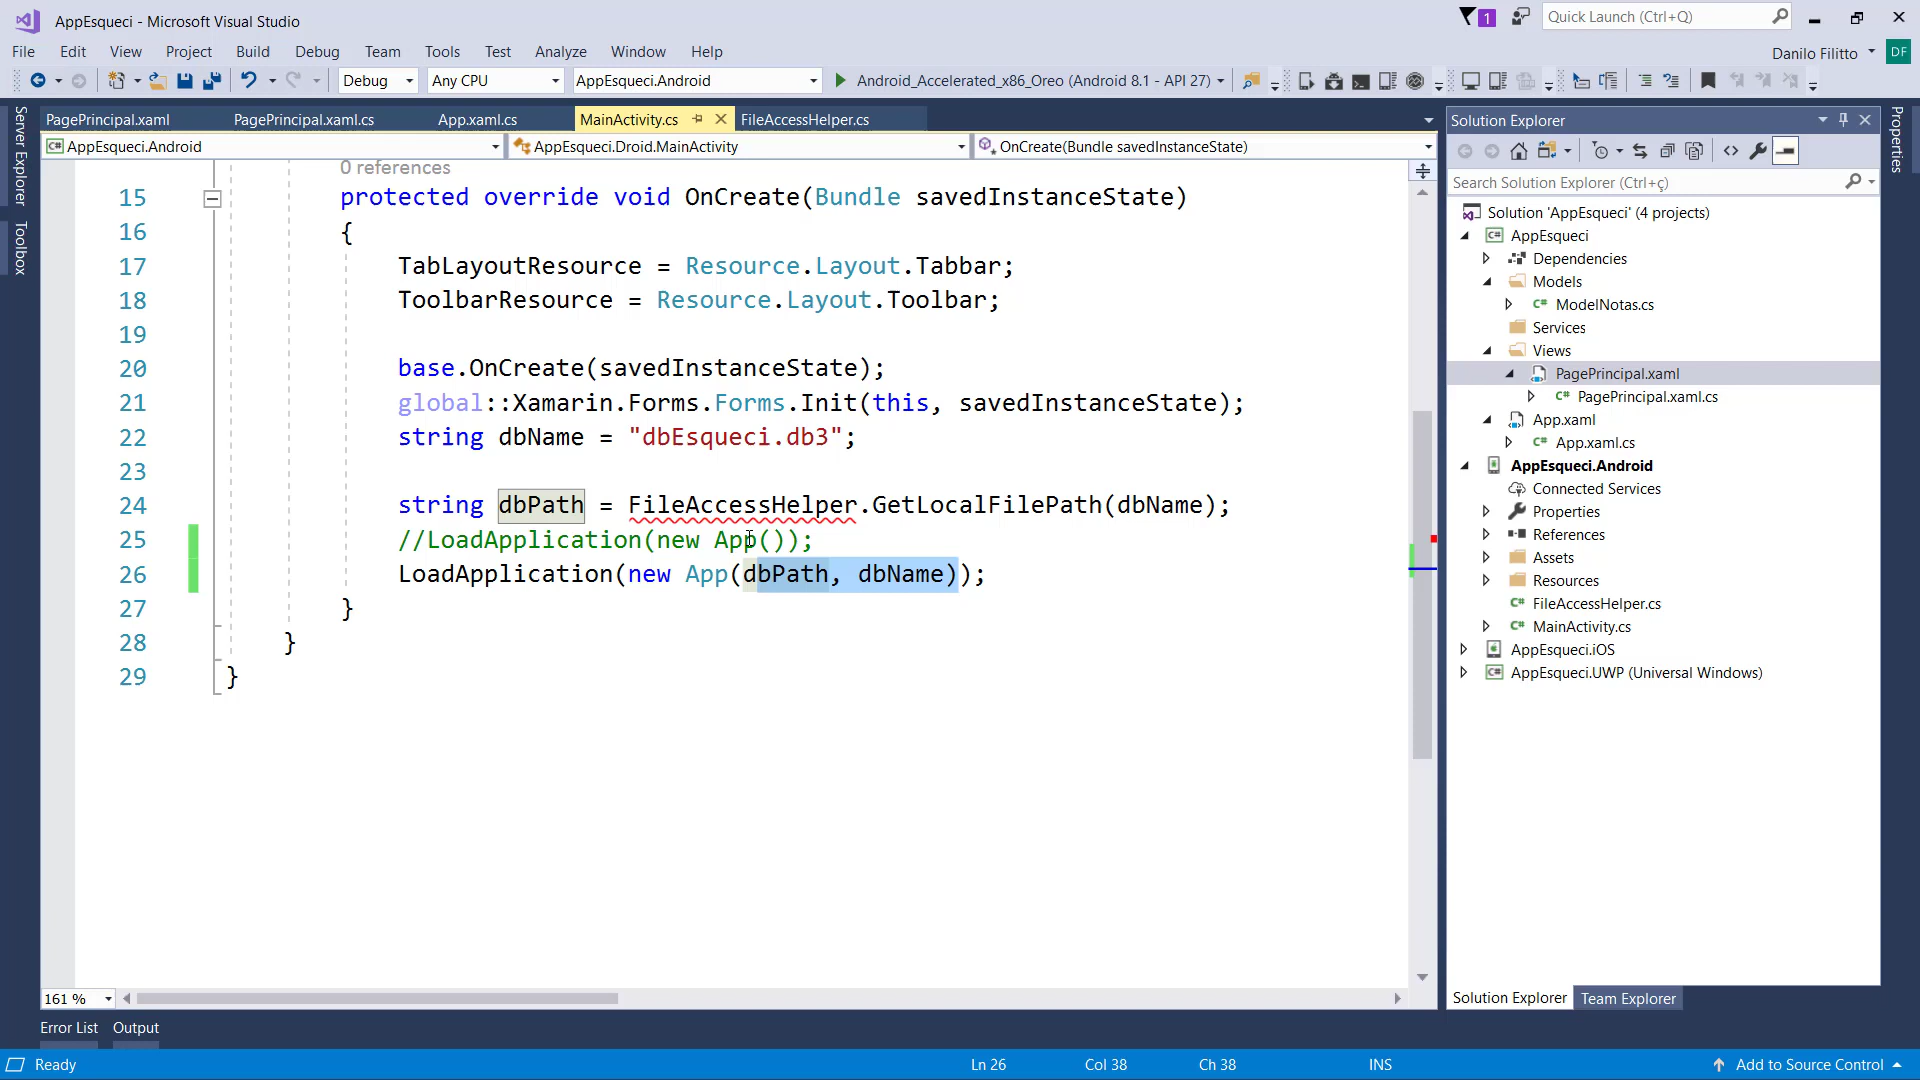 AppEsqueci - Microsoft Visual Studio
1
Quick Launch (Ctrl+Q)
File Edit View Project Build Debug Team Tools Test Analyze Window Help
Danilo Filitto
DF
Debug Any CPU AppEsqueci.Android Android_Accelerated_x86_Oreo (Android 8.1 - API 27)
Server Explorer
Toolbox
PagePrincipal.xaml PagePrincipal.xaml.cs App.xaml.cs MainActivity.cs FileAccessHelper.cs
AppEsqueci.Android AppEsqueci.Droid.MainActivity OnCreate(Bundle savedInstanceState)
0 references
15 protected override void OnCreate(Bundle savedInstanceState)
16 {
17 TabLayoutResource = Resource.Layout.Tabbar;
18 ToolbarResource = Resource.Layout.Toolbar;
19
20 base.OnCreate(savedInstanceState);
21 global::Xamarin.Forms.Forms.Init(this, savedInstanceState);
22 string dbName = "dbEsqueci.db3";
23
24 string dbPath = FileAccessHelper.GetLocalFilePath(dbName);
25 //LoadApplication(new App());
26 LoadApplication(new App(dbPath, dbName));
27 }
28 }
29 }
161 %
Error List Output
Ready
Ln 26 Col 38 Ch 38 INS
Add to Source Control
Solution Explorer
Search Solution Explorer (Ctrl+ç)
Solution 'AppEsqueci' (4 projects)
AppEsqueci
Dependencies
Models
ModelNotas.cs
Services
Views
PagePrincipal.xaml
PagePrincipal.xaml.cs
App.xaml
App.xaml.cs
AppEsqueci.Android
Connected Services
Properties
References
Assets
Resources
FileAccessHelper.cs
MainActivity.cs
AppEsqueci.iOS
AppEsqueci.UWP (Universal Windows)
Solution Explorer Team Explorer
Properties